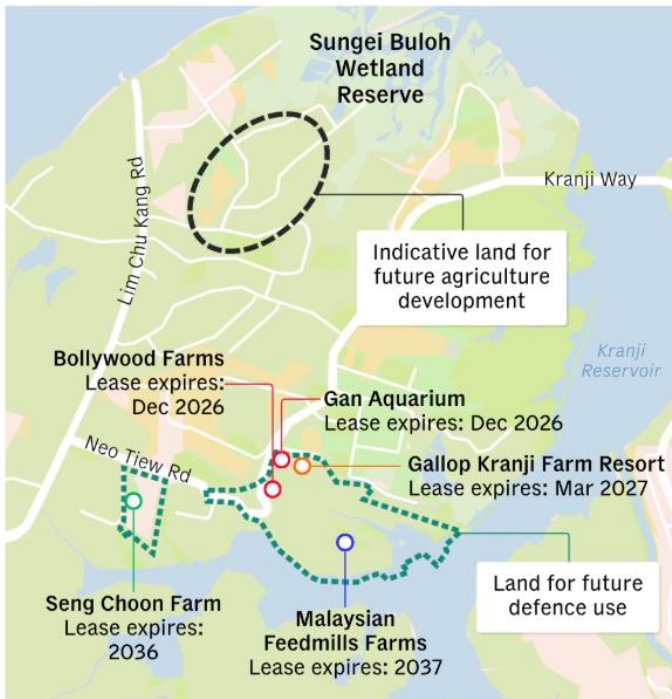 Sungei Buloh
Wetland
Reserve
Kranji Way
Lim Chu Kang Rd
Indicative land for
future agriculture
development
Kranji
Reservoir
Bollywood Farms
Lease expires:
Dec 2026
Gan Aquarium
Lease expires: Dec 2026
Neo Tiew Rd
Gallop Kranji Farm Resort
Lease expires: Mar 2027
Land for future
defence use
Seng Choon Farm
Lease expires:
2036
Malaysian
Feedmills Farms
Lease expires: 2037